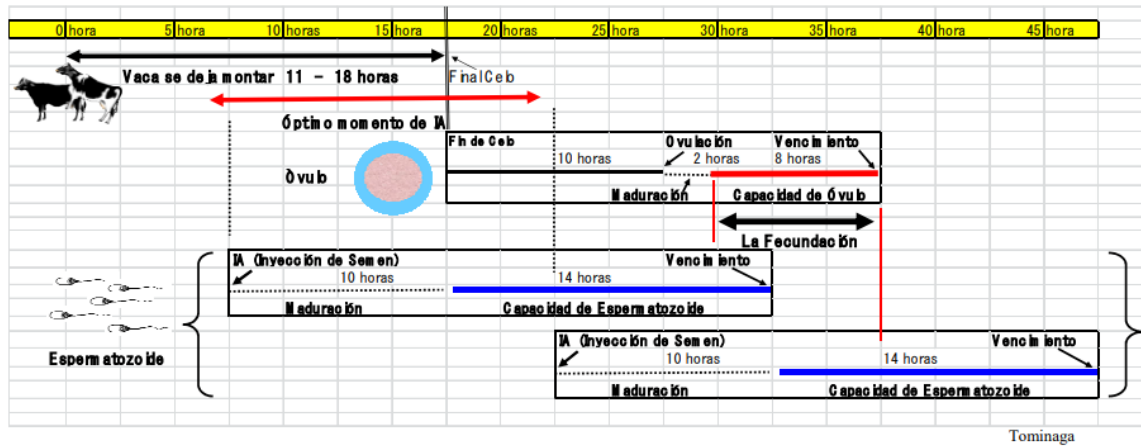 0 hora 5 hora 10 horas 15 hora 20 horas 25 hora 30 hora 35 hora 40 hora 45 hora
Vaca se deja montar 11 - 18 horas
Final Celo
Óptimo momento de IA
Fin de Celo
Ovulación
Vencimiento
10 horas
2 horas
8 horas
Óvulo
Maduración
Capacidad de Óvulo
La Fecundación
IA (Inyección de Semen)
Vencimiento
10 horas
14 horas
Maduración
Capacidad de Espermatozoide
IA (Inyección de Semen)
Vencimiento
Espermatozoide
10 horas
14 horas
Maduración
Capacidad de Espermatozoide
Tominaga